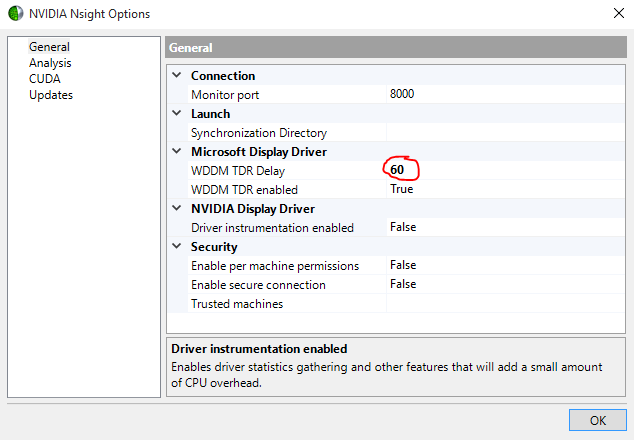 NVIDIA Nsight Options
General
Analysis
CUDA
Updates
General
Connection
Monitor port 8000
Launch
Synchronization Directory
Microsoft Display Driver
WDDM TDR Delay 60
WDDM TDR enabled True
NVIDIA Display Driver
Driver instrumentation enabled False
Security
Enable per machine permissions False
Enable secure connection False
Trusted machines
Driver instrumentation enabled
Enables driver statistics gathering and other features that will add a small amount
of CPU overhead.
OK